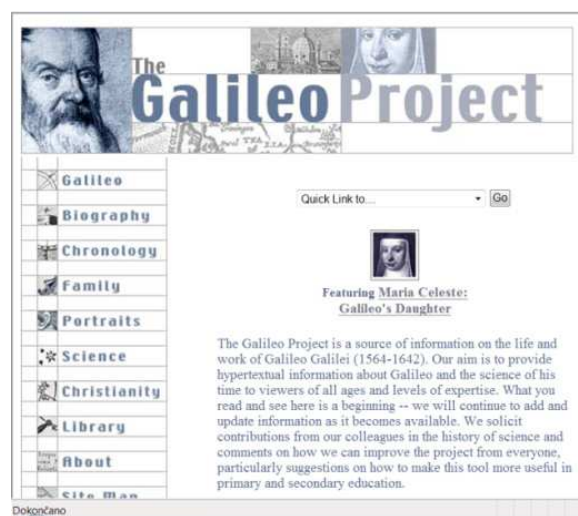 The
Galileo Project
Galileo
Biography
Chronology
Family
Portraits
Science
Christianity
Library
About
Site Map
Quick Link to....
Go
Featuring Maria Celeste:
Galileo's Daughter
The Galileo Project is a source of information on the life and
work of Galileo Galilei (1564-1642). Our aim is to provide
hypertextual information about Galileo and the science of his
time to viewers of all ages and levels of expertise. What you
read and see here is a beginning -- we will continue to add and
update information as it becomes available. We solicit
contributions from our colleagues in the history of science and
comments on how we can improve the project from everyone,
particularly suggestions on how to make this tool more useful in
primary and secondary education.
Dokončano